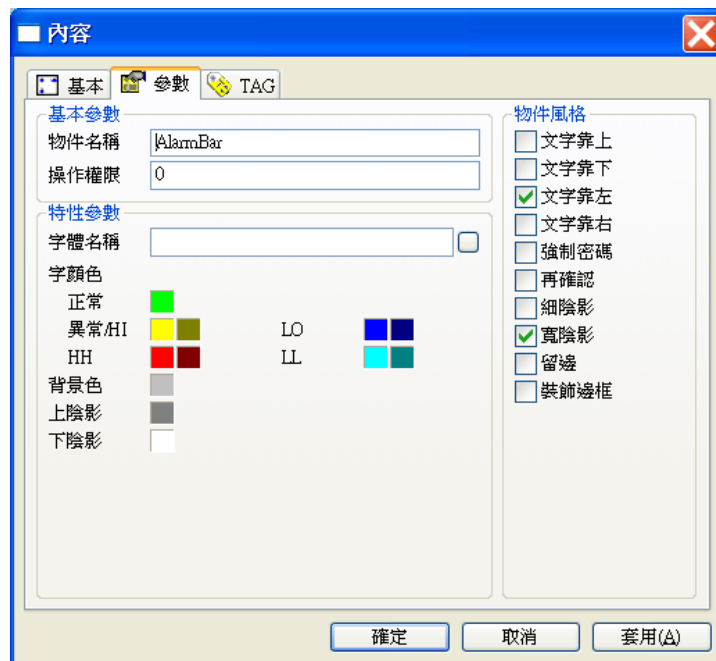 內容
基本 參數 TAG
基本參數
物件名稱 AlarmBar
操作權限 0
特性參數
字體名稱
字顏色
正常
異常/HI LO
HH LL
背景色
上陰影
下陰影
物件風格
文字靠上
文字靠下
文字靠左
文字靠右
強制密碼
再確認
細陰影
寬陰影
留邊
裝飾邊框
確定 取消 套用(A)